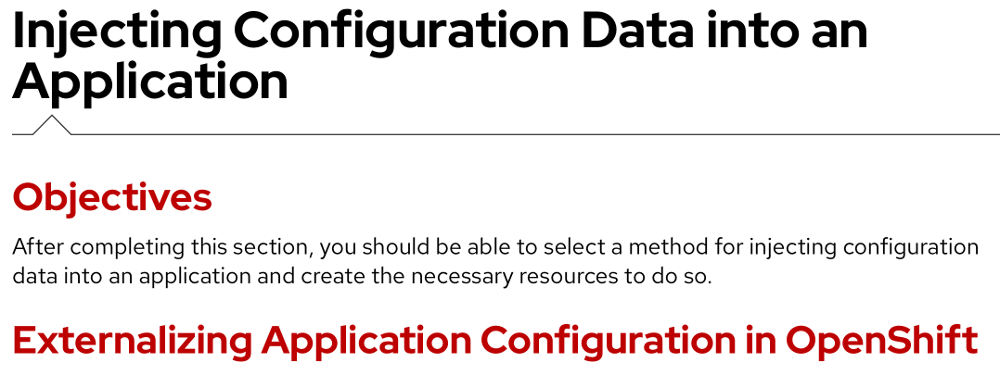 Injecting Configuration Data into an
Application
Objectives
After completing this section, you should be able to select a method for injecting configuration
data into an application and create the necessary resources to do so.
Externalizing Application Configuration in OpenShift